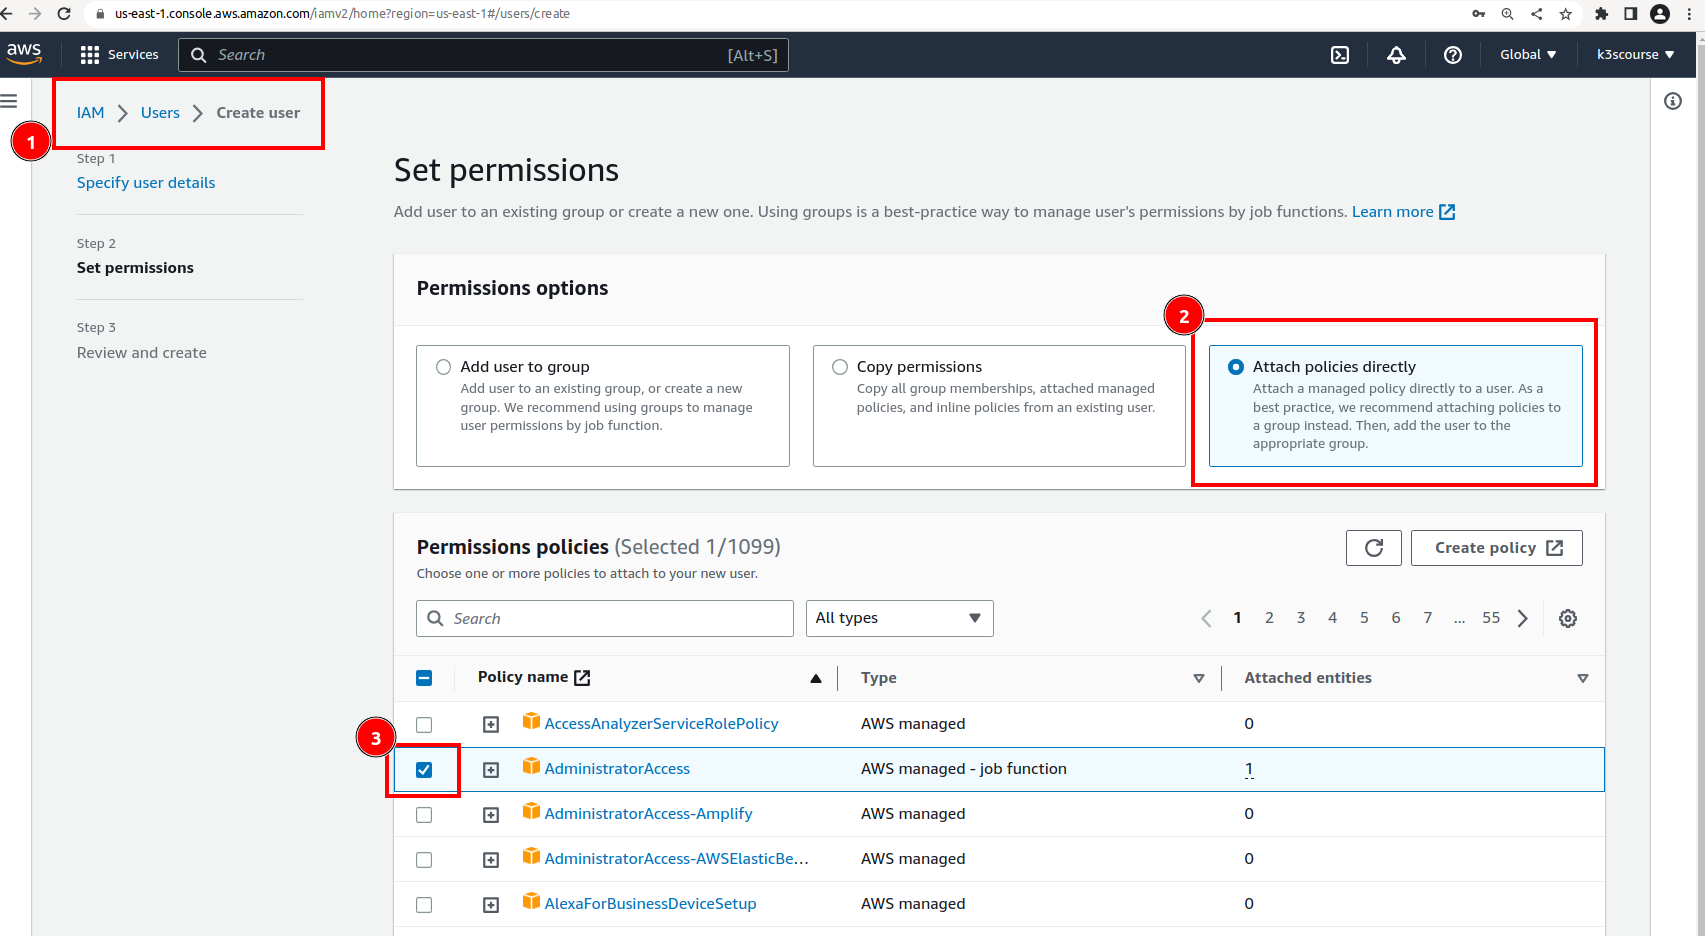 us-east-1.console.aws.amazon.com/iamv2/home?region=us-east-1#/users/create
aws
Services
Search
[Alt+S]
Global
k3scourse
IAM
Users
Create user
1
Step 1
Specify user details
Step 2
Set permissions
Step 3
Review and create
Set permissions
Add user to an existing group or create a new one. Using groups is a best-practice way to manage user's permissions by job functions. Learn more
Permissions options
2
Add user to group
Add user to an existing group, or create a new
group. We recommend using groups to manage
user permissions by job function.
Copy permissions
Copy all group memberships, attached managed
policies, and inline policies from an existing user.
Attach policies directly
Attach a managed policy directly to a user. As a
best practice, we recommend attaching policies to
a group instead. Then, add the user to the
appropriate group.
Permissions policies (Selected 1/1099)
Choose one or more policies to attach to your new user.
Create policy
Search
All types
1 2 3 4 5 6 7 ... 55
Policy name Type Attached entities
AccessAnalyzerServiceRolePolicy AWS managed 0
3
AdministratorAccess AWS managed - job function 1
AdministratorAccess-Amplify AWS managed 0
AdministratorAccess-AWSElasticBe... AWS managed 0
AlexaForBusinessDeviceSetup AWS managed 0